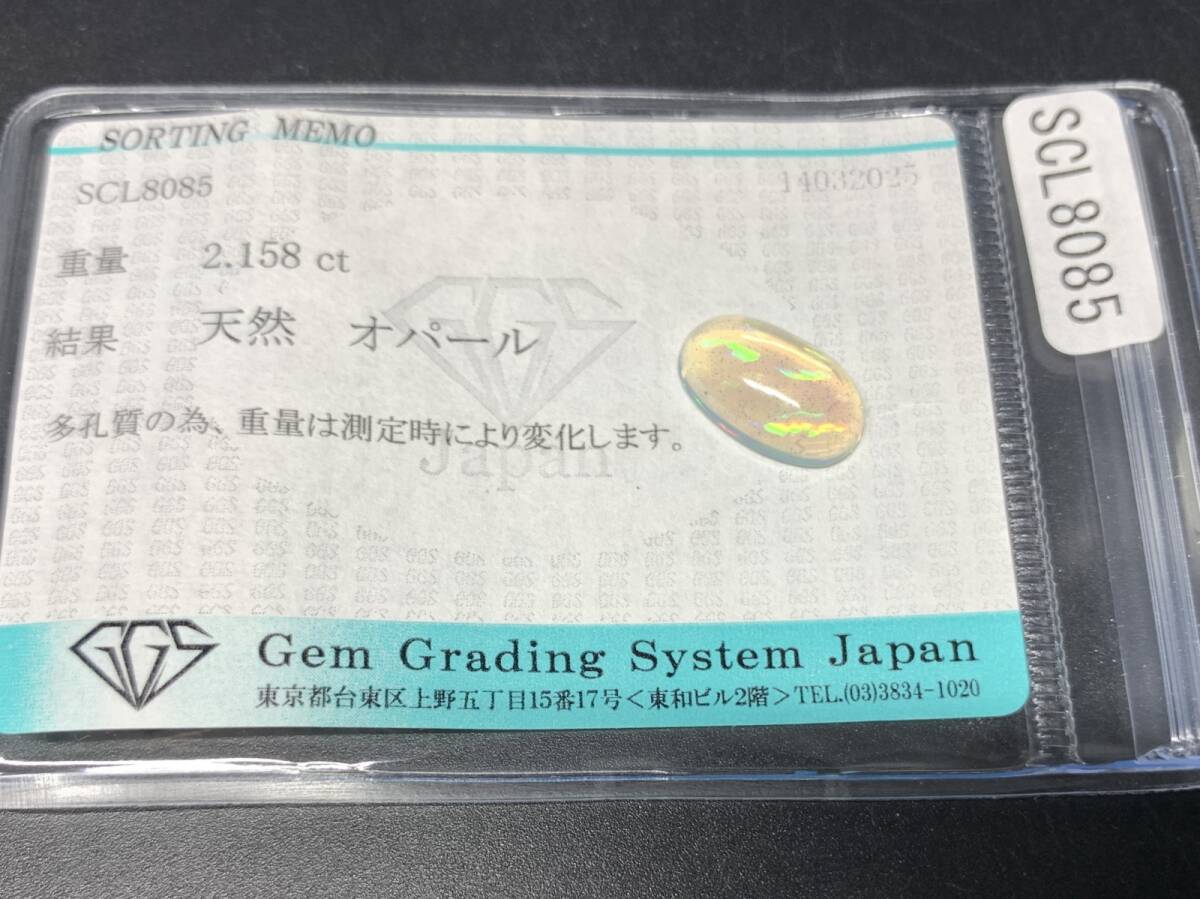 SORTING MEMO
SCL8085 14032025
重量 2.158 ct
結果 天然 オパール
多孔質の為、重量は測定時により変化します。
Japan
GGS
Gem Grading System Japan
東京都台東区上野五丁目15番17号＜東和ビル2階＞TEL.(03)3834-1020
SCL8085